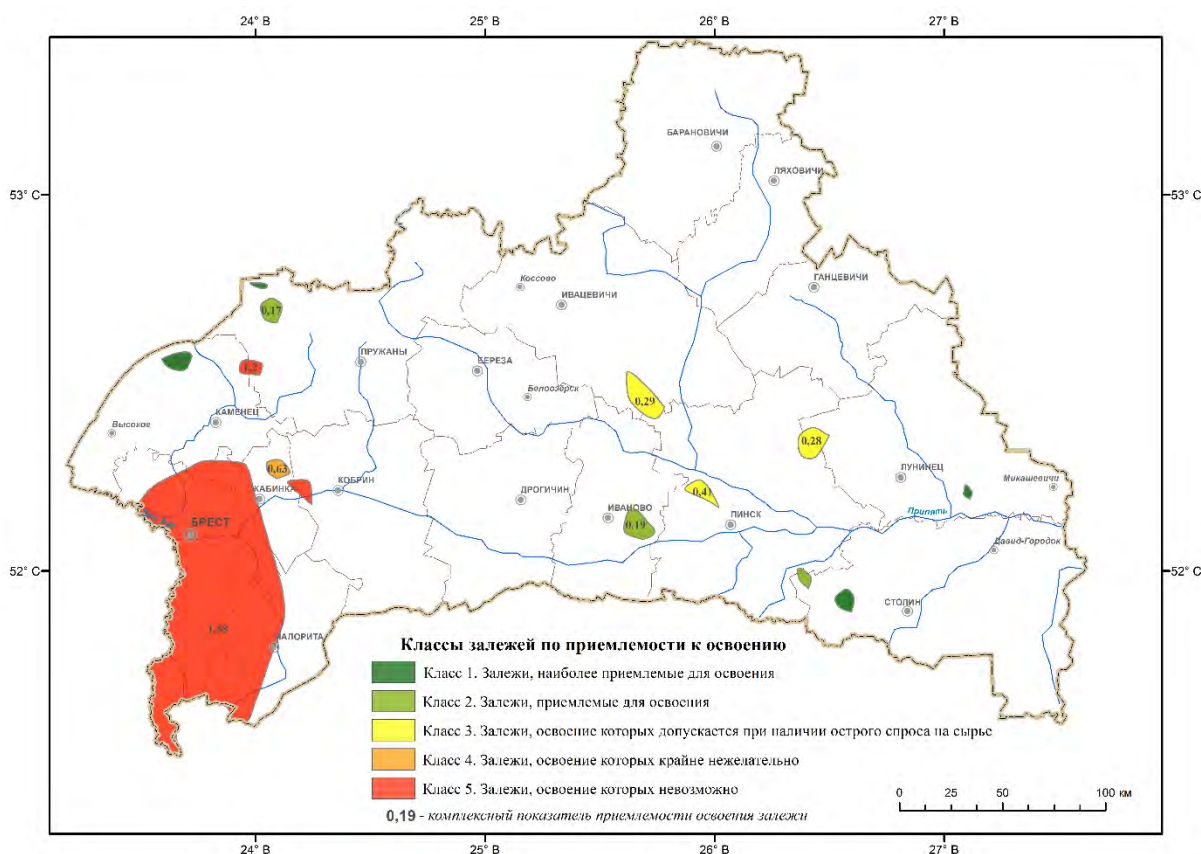 24° В 25° В 26° В 27° В
БАРАНОВИЧИ
ЛЯХОВИЧИ
53° С 53° С
ГАНЦЕВИЧИ
Коссово
ИВАЦЕВИЧИ
0,17
ПРУЖАНЫ
БЕРЕЗА
Белоозерск
0,29
КАМЕНЕЦ
Высокое
0,28
0,63
ЖАБИНКА
КОБРИН
ДРОГИЧИН
0,41
ЛУНИНЕЦ
Микашевичи
ИВАНОВО
0,19
ПИНСК
Припять
БРЕСТ
Давид-Городок
52° С 52° С
СТОЛИН
МАЛОРИТА
Классы залежей по приемлемости к освоению
Класс 1. Залежи, наиболее приемлемые для освоения
Класс 2. Залежи, приемлемые для освоения
Класс 3. Залежи, освоение которых допускается при наличии острого спроса на сырье
Класс 4. Залежи, освоение которых крайне нежелательно
Класс 5. Залежи, освоение которых невозможно
0,19 - комплексный показатель приемлемости освоения залежи
0 25 50 75 100 км
24° В 25° В 26° В 27° В